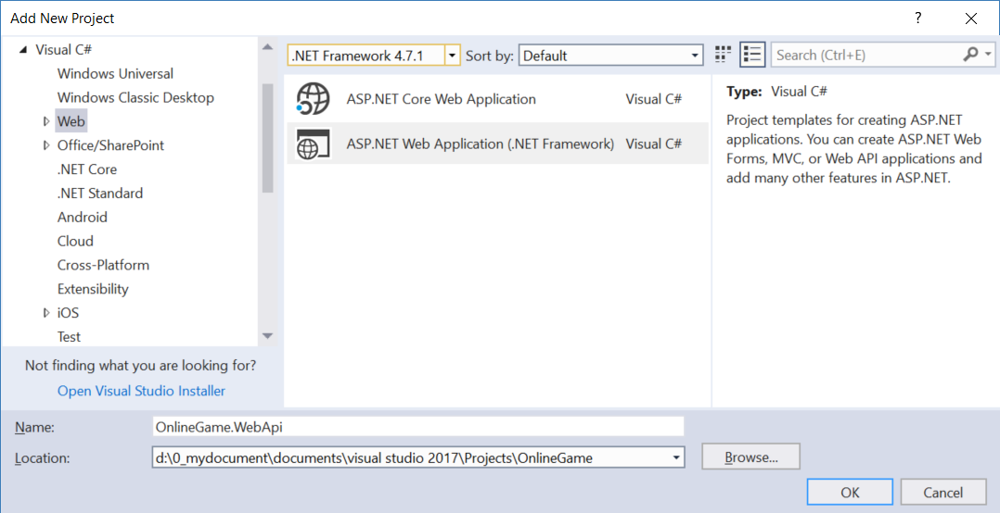 Add New Project
?
Visual C#
Windows Universal
Windows Classic Desktop
Web
Office/SharePoint
.NET Core
.NET Standard
Android
Cloud
Cross-Platform
Extensibility
iOS
Test
Not finding what you are looking for?
Open Visual Studio Installer
.NET Framework 4.7.1
Sort by: Default
Search (Ctrl+E)
ASP.NET Core Web Application Visual C#
ASP.NET Web Application (.NET Framework) Visual C#
Type: Visual C#
Project templates for creating ASP.NET
applications. You can create ASP.NET Web
Forms, MVC, or Web API applications and
add many other features in ASP.NET.
Name: OnlineGame.WebApi
Location: d:\0_mydocument\documents\visual studio 2017\Projects\OnlineGame
Browse...
OK Cancel